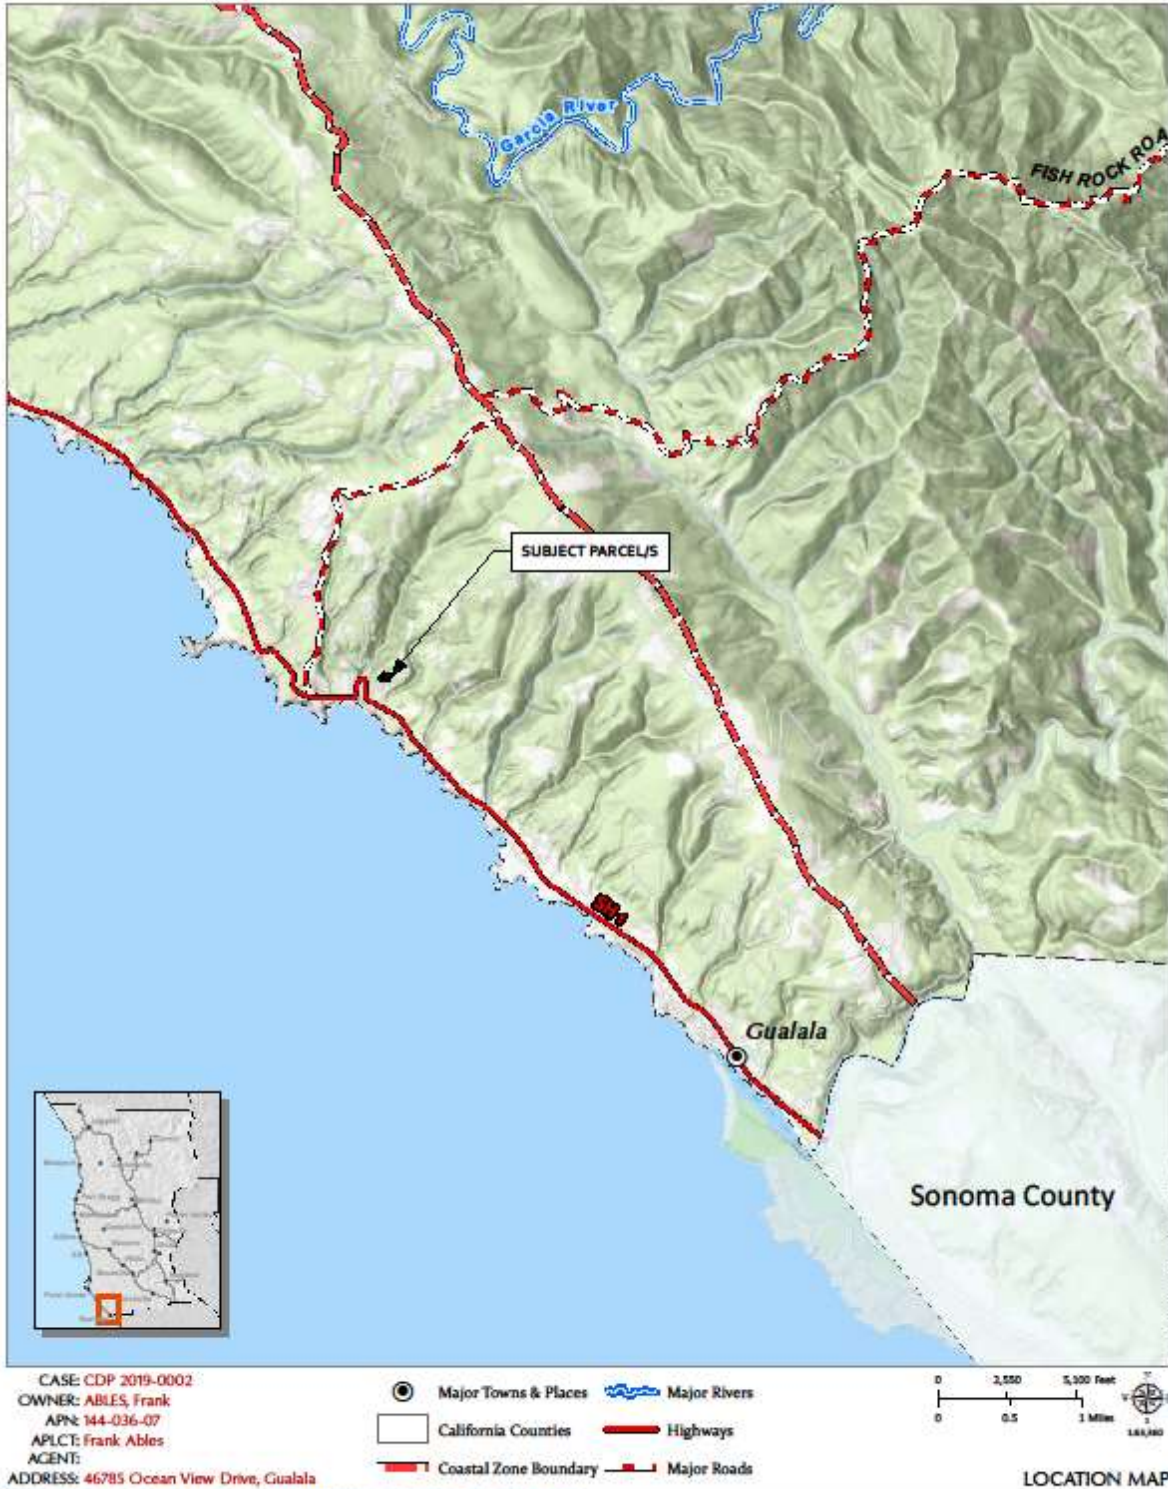 Garcia River
FISH ROCK ROA
SUBJECT PARCEL/S
SH 1
Gualala
Sonoma County
CASE: CDP 2019-0002
OWNER: ABLES, Frank
APN: 144-036-07
APLCT: Frank Ables
AGENT:
ADDRESS: 46785 Ocean View Drive, Gualala
Major Towns & Places
California Counties
Coastal Zone Boundary
Major Rivers
Highways
Major Roads
0 2,550 5,100 Feet
0 0.5 1 Miles
LOCATION MAP